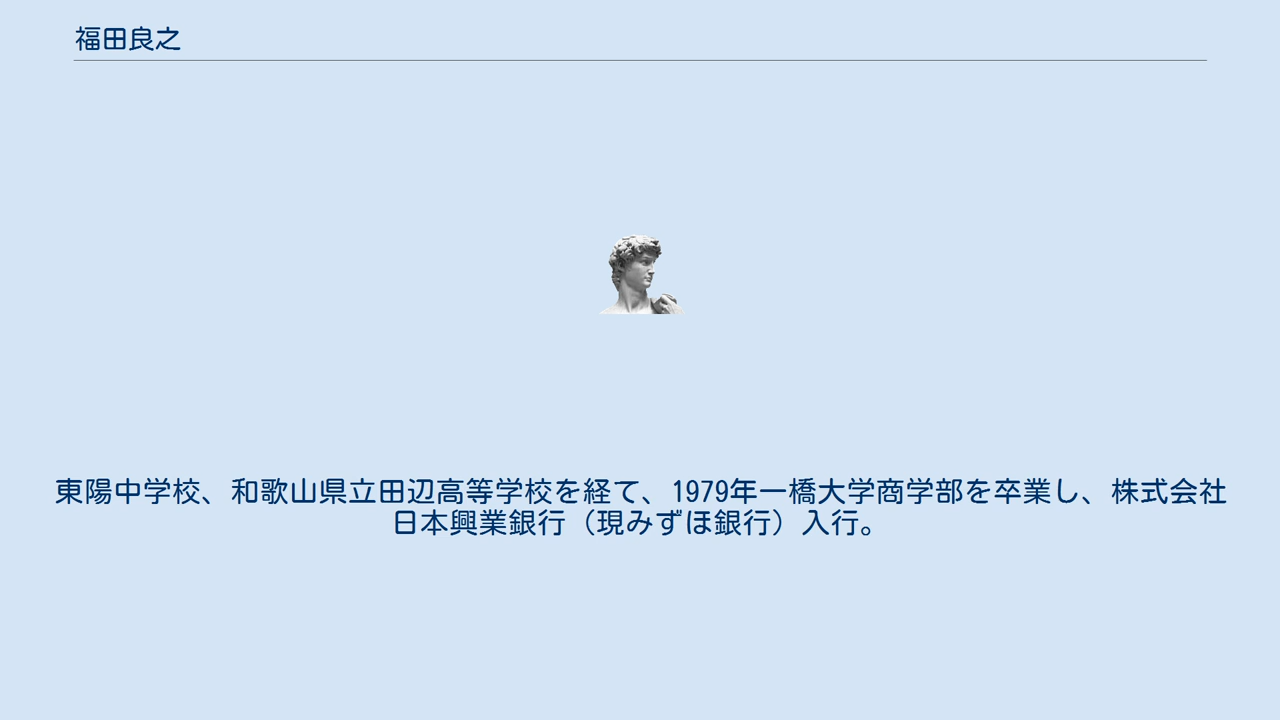 福田良之
東陽中学校、和歌山県立田辺高等学校を経て、1979年一橋大学商学部を卒業し、株式会社
日本興業銀行（現みずほ銀行）入行。